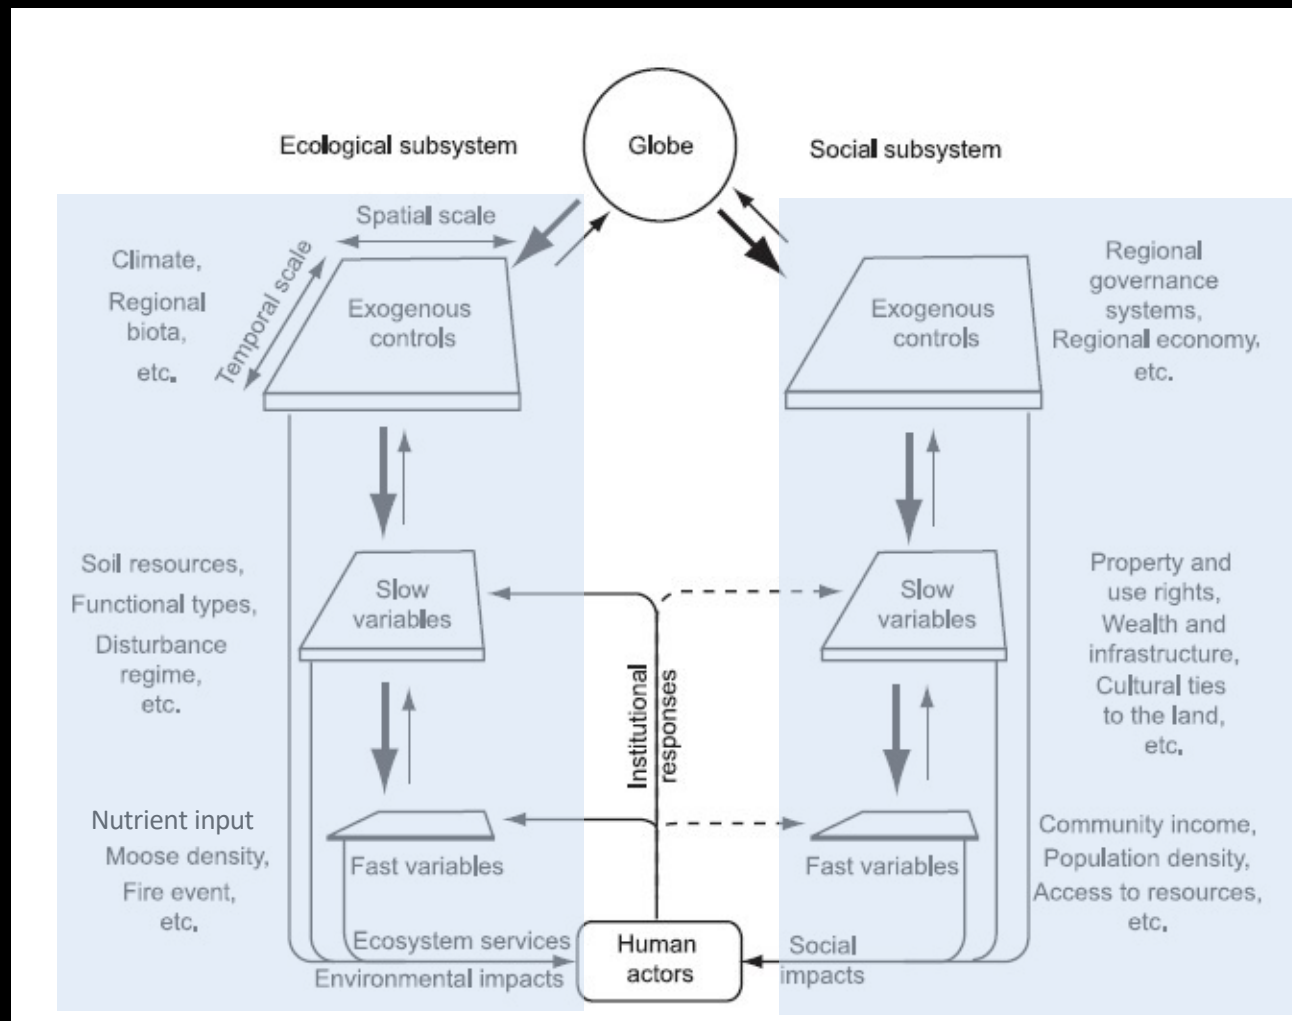 Globe
Ecological subsystem
Social subsystem
Spatial scale
Temporal scale
Climate,
Regional
biota,
etc.
Exogenous
controls
Exogenous
controls
Regional
governance
systems,
Regional economy,
etc.
Soil resources,
Functional types,
Disturbance
regime,
etc.
Slow
variables
Slow
variables
Property and
use rights,
Wealth and
infrastructure,
Cultural ties
to the land,
etc.
Institutional
responses
Nutrient input
Moose density,
Fire event,
etc.
Fast variables
Fast variables
Community income,
Population density,
Access to resources,
etc.
Ecosystem services
Environmental impacts
Human
actors
Social
impacts